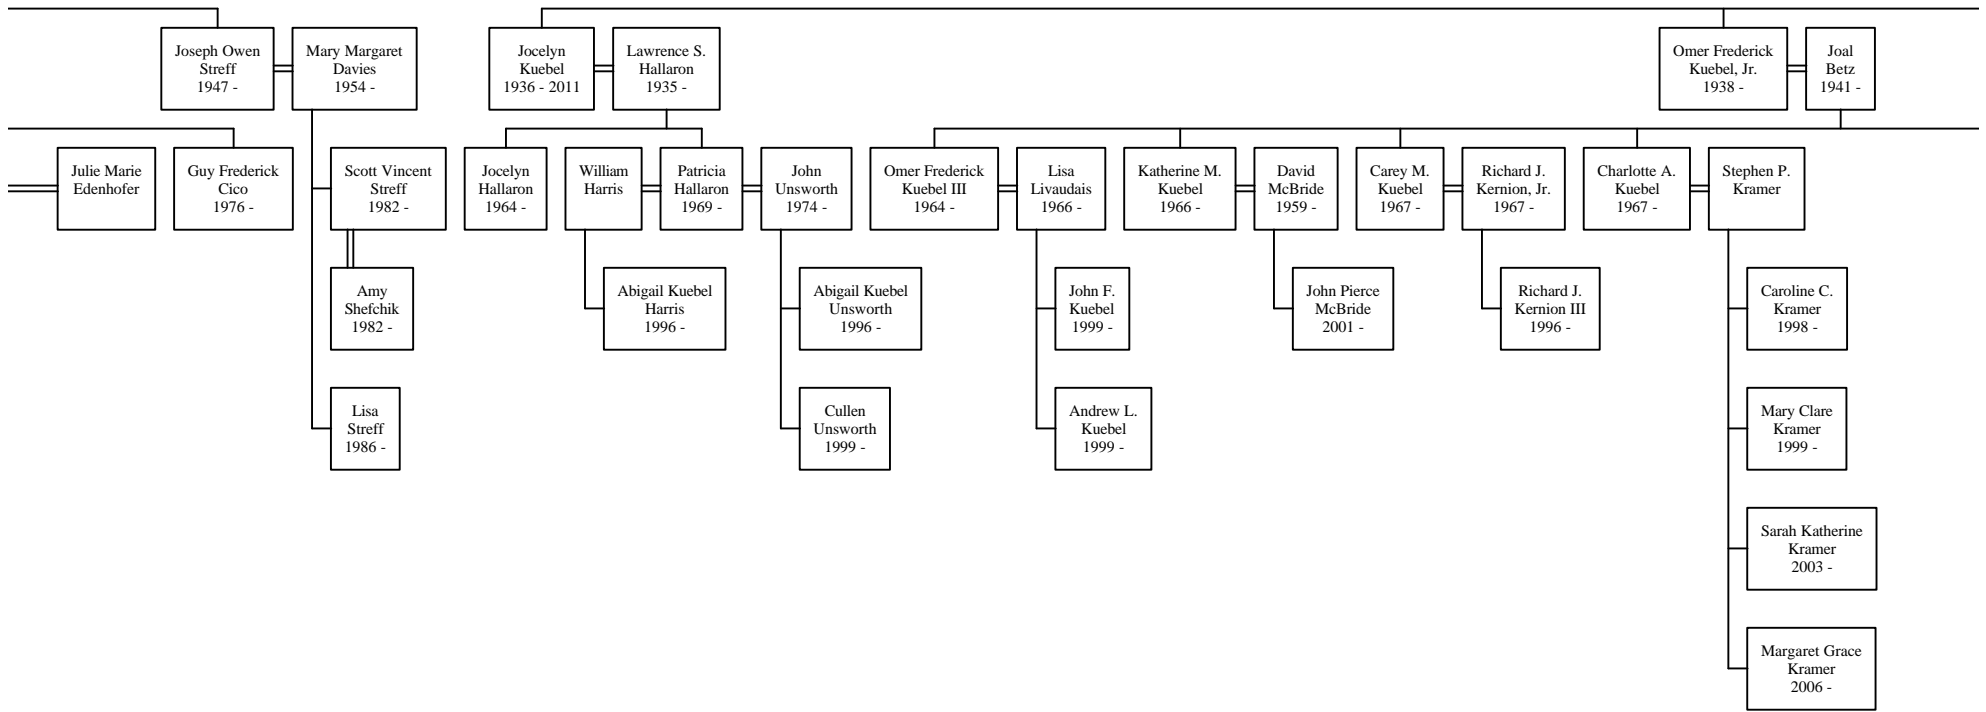 Joseph Owen
Streff
1947 -
Mary Margaret
Davies
1954 -
Jocelyn
Kuebel
1936 - 2011
Lawrence S.
Hallaron
1935 -
Omer Frederick
Kuebel, Jr.
1938 -
Joal
Betz
1941 -
Julie Marie
Edenhofer
Guy Frederick
Cico
1976 -
Scott Vincent
Streff
1982 -
Jocelyn
Hallaron
1964 -
William
Harris
Patricia
Hallaron
1969 -
John
Unsworth
1974 -
Omer Frederick
Kuebel III
1964 -
Lisa
Livaudais
1966 -
Katherine M.
Kuebel
1966 -
David
McBride
1959 -
Carey M.
Kuebel
1967 -
Richard J.
Kernion, Jr.
1967 -
Charlotte A.
Kuebel
1967 -
Stephen P.
Kramer
Amy
Shefchik
1982 -
Abigail Kuebel
Harris
1996 -
Abigail Kuebel
Unsworth
1996 -
John F.
Kuebel
1999 -
John Pierce
McBride
2001 -
Richard J.
Kernion III
1996 -
Caroline C.
Kramer
1998 -
Lisa
Streff
1986 -
Cullen
Unsworth
1999 -
Andrew L.
Kuebel
1999 -
Mary Clare
Kramer
1999 -
Sarah Katherine
Kramer
2003 -
Margaret Grace
Kramer
2006 -